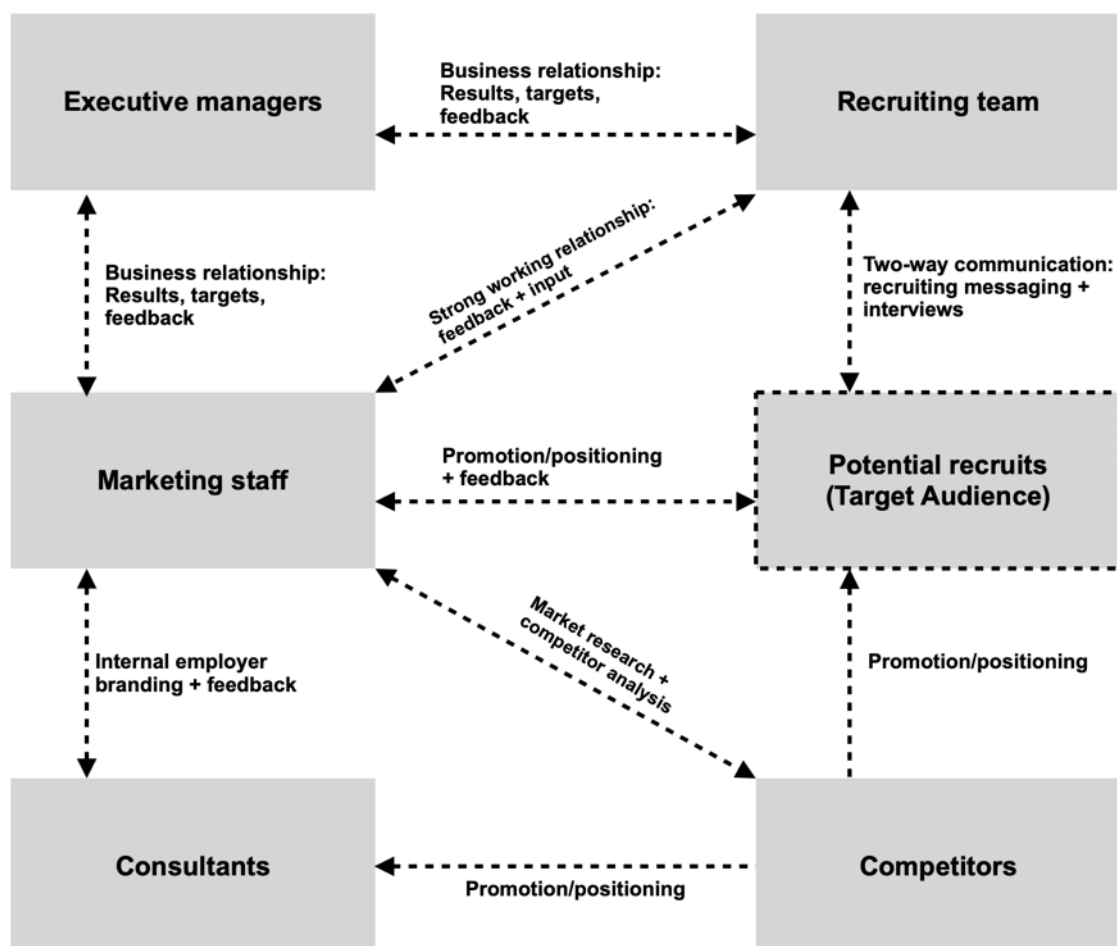 Executive managers
Business relationship:
Results, targets,
feedback
Recruiting team
Business relationship:
Results, targets,
feedback
Strong working relationship:
feedback + input
Two-way communication:
recruiting messaging +
interviews
Marketing staff
Promotion/positioning
+ feedback
Potential recruits
(Target Audience)
Internal employer
branding + feedback
Market research +
competitor analysis
Promotion/positioning
Consultants
Promotion/positioning
Competitors